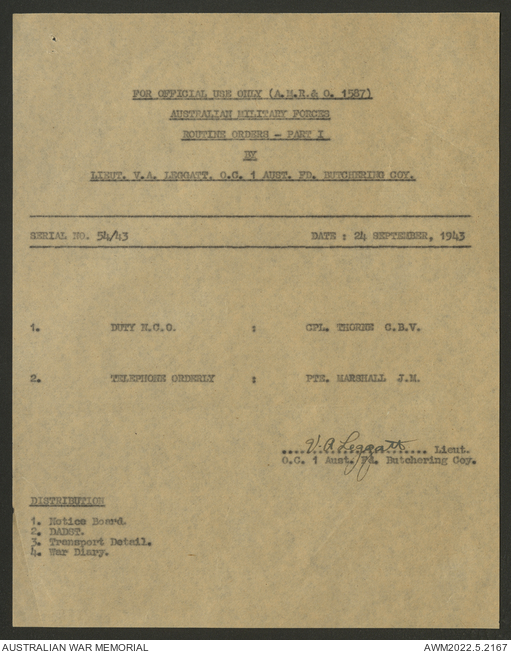 FOR OFFICIAL USE ONLY (A.M.R.& O. 1587)
AUSTRALIAN MILITARY FORCES
ROUTINE ORDERS - PART I
BY
LIEUT. V.A. LEGGATT. O.C. 1 AUST. FD. BUTCHERING COY.
SERIAL NO. 54/43 DATE : 24 SEPTEMBER, 1943
1. DUTY N.C.O. : CPL. THORNE C.B.V.
2. TELEPHONE ORDERLY : PTE. MARSHALL J.M.
V. A Leggatt Lieut.
O.C. 1 Aust. Fd. Butchering Coy.
DISTRIBUTION
1. Notice Board.
2. DADST.
3. Transport Detail.
4. War Diary.
AUSTRALIAN WAR MEMORIAL AWM2022.5.2167